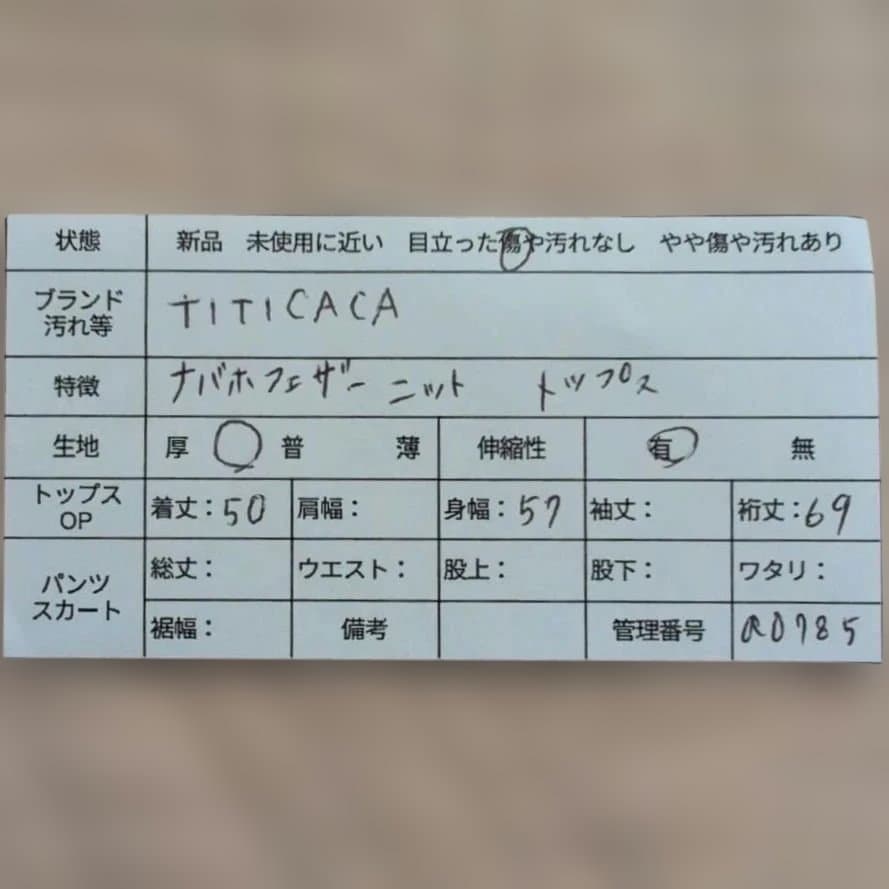 状態 新品 未使用に近い 目立った傷や汚れなし やや傷や汚れあり
ブランド 汚れ等 TITICACA
特徴 ナバホフェザー ニット トップス
生地 厚 普 薄 伸縮性 有 無
トップス OP 着丈:50 肩幅: 身幅:57 袖丈: 裄丈:69
パンツ スカート 総丈: ウエスト: 股上: 股下: ワタリ:
裾幅: 備考 管理番号